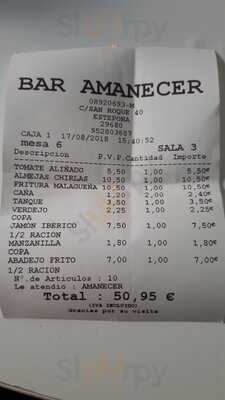 BAR AMANECER
08920693-M
C/SAN ROQUE 40
ESTEPONA
29680
952803687
CAJA 1 17/08/2018 15:40:52
mesa 6 SALA 3
Descripcion P.V.P. Cantidad Importe
TOMATE ALIÑADO 5,50 1,00 5,50€
ALMEJAS CHIRLAS 10,50 1,00 10,50€
FRITURA MALAGUEÑA 10,50 1,00 10,50€
CAÑA 1,20 2,00 2,40€
TANQUE 3,50 1,00 3,50€
VERDEJO 2,25 1,00 2,25€
COPA
JAMÓN IBERICO 7,50 1,00 7,50€
1/2 RACION
MANZANILLA 1,80 1,00 1,80€
COPA
ABADEJO FRITO 7,00 1,00 7,00€
1/2 RACION
Nº.de Articulos : 10
Le atendio : AMANECER
Total : 50,95 €
(IVA INCLUIDO)
Gracias por su visita